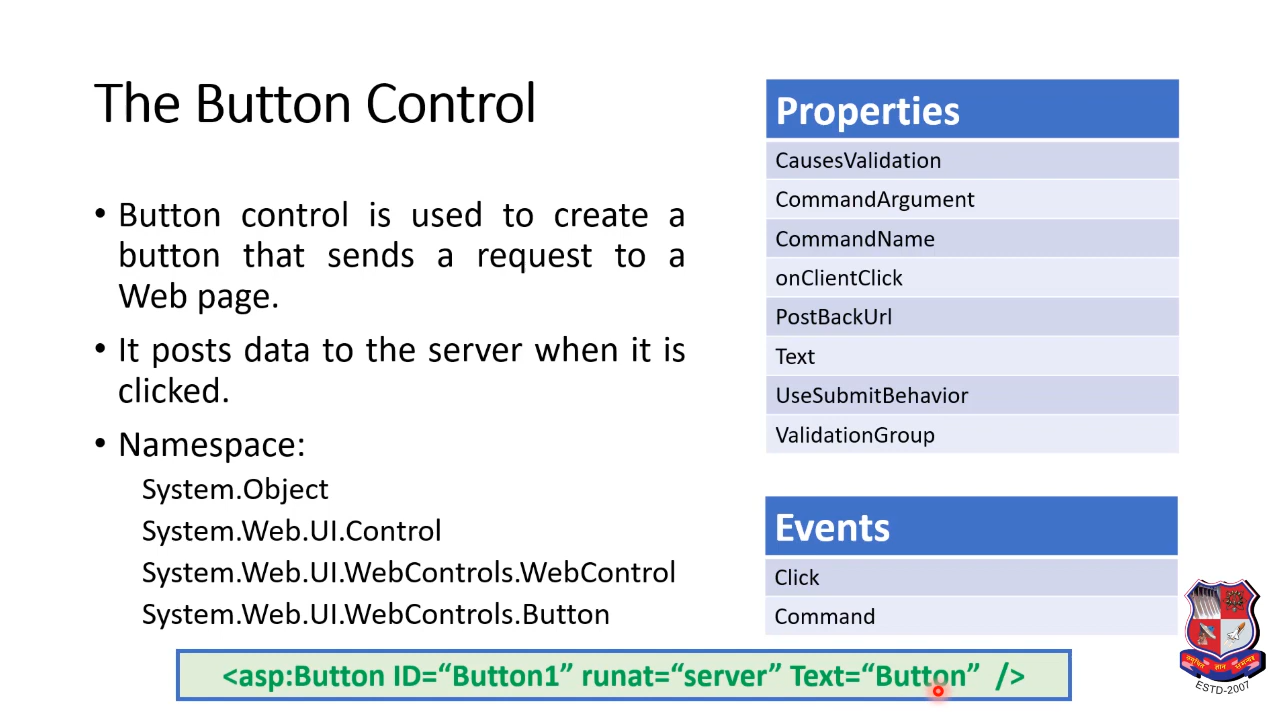 The Button Control
• Button control is used to create a
button that sends a request to a
Web page.
• It posts data to the server when it is
clicked.
• Namespace:
System.Object
System.Web.UI.Control
System.Web.UI.WebControls.WebControl
System.Web.UI.WebControls.Button
Properties
CausesValidation
CommandArgument
CommandName
onClientClick
PostBackUrl
Text
UseSubmitBehavior
ValidationGroup
Events
Click
Command
<asp:Button ID=“Button1” runat=“server” Text=“Button” />
ESTD-2007